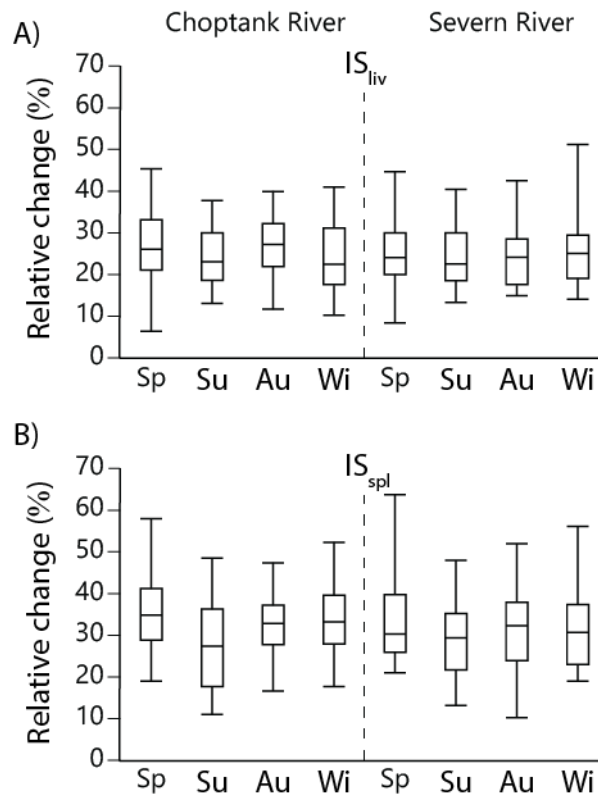 Choptank River Severn River
A)
IS_liv
Relative change (%)
70
60
50
40
30
20
10
0
Sp Su Au Wi Sp Su Au Wi
B)
IS_spl
Relative change (%)
70
60
50
40
30
20
10
0
Sp Su Au Wi Sp Su Au Wi